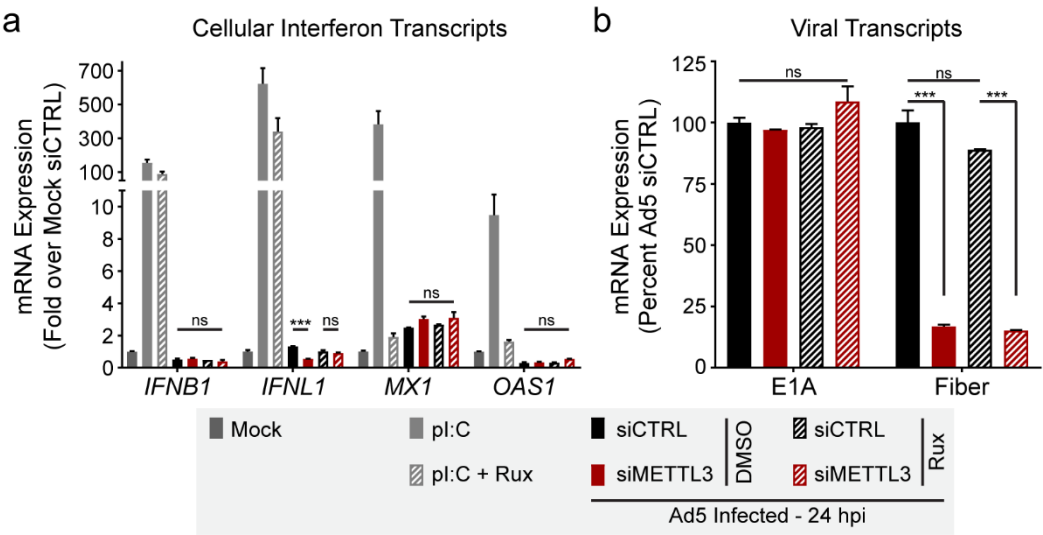 a
Cellular Interferon Transcripts
mRNA Expression
(Fold over Mock siCTRL)
700
500
300
100
10
8
6
4
2
0
ns
***
ns
ns
ns
IFNB1
IFNL1
MX1
OAS1
b
Viral Transcripts
mRNA Expression
(Percent Ad5 siCTRL)
125
100
75
50
25
0
ns
ns
***
***
E1A
Fiber
Mock
pI:C
pI:C + Rux
siCTRL
siMETTL3
DMSO
siCTRL
siMETTL3
Rux
Ad5 Infected - 24 hpi